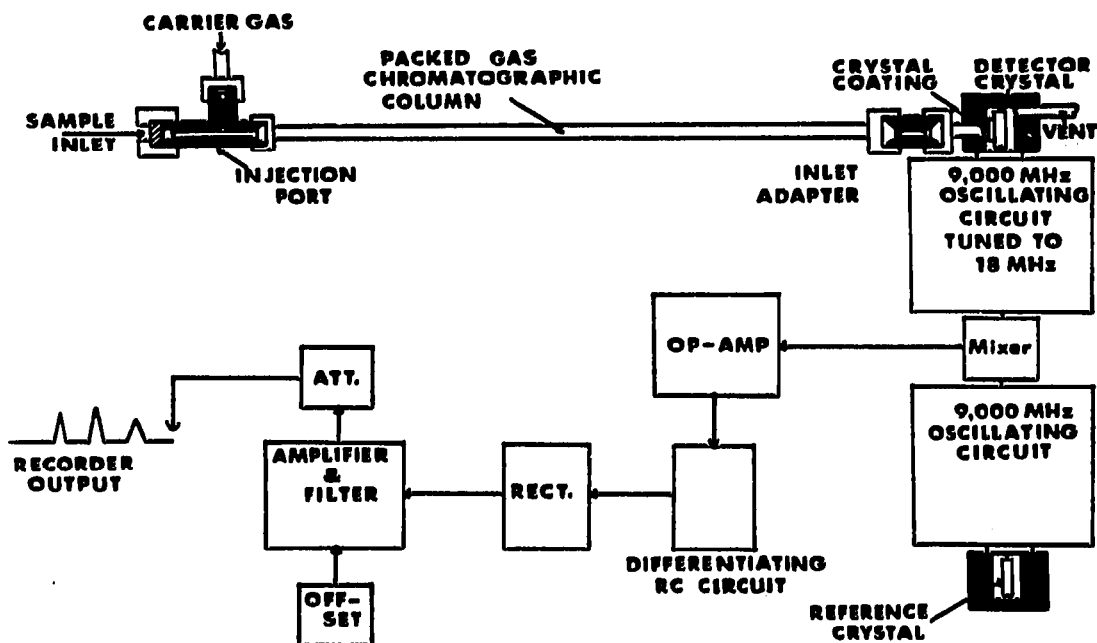 CARRIER GAS
PACKED GAS
CHROMATOGRAPHIC
COLUMN
CRYSTAL
COATING
DETECTOR
CRYSTAL
SAMPLE
INLET
VENT
INJECTION
PORT
INLET
ADAPTER
9,000 MHz
OSCILLATING
CIRCUIT
TUNED TO
18 MHz
OP-AMP
Mixer
ATT.
9,000 MHz
OSCILLATING
CIRCUIT
RECORDER
OUTPUT
AMPLIFIER
&
FILTER
RECT.
DIFFERENTIATING
RC CIRCUIT
OFF-
SET
REFERENCE
CRYSTAL